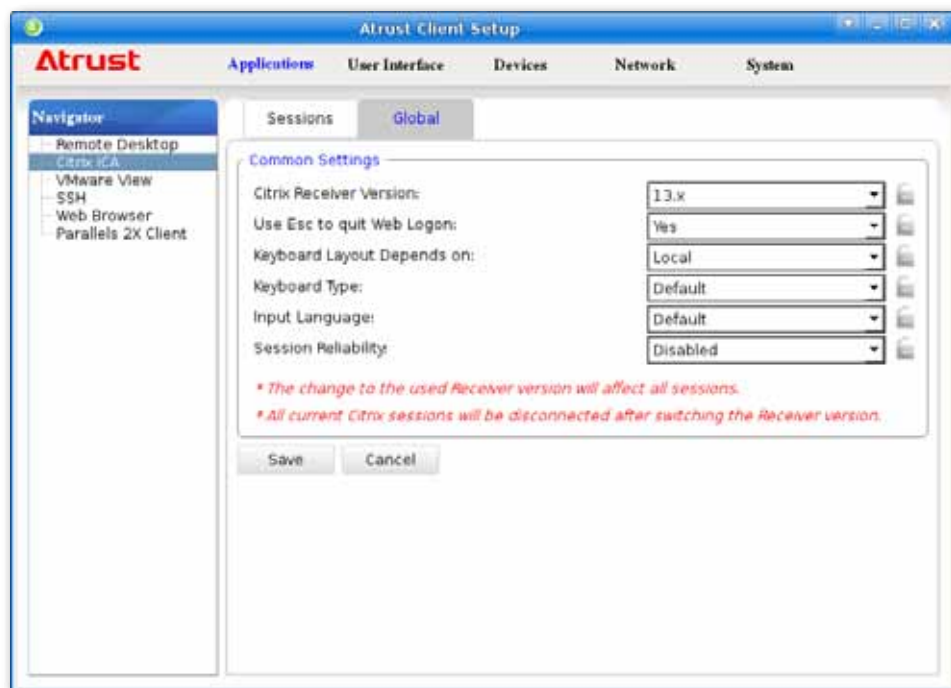 Atrust Client Setup
Atrust Applications User Interface Devices Network System
Navigator
Remote Desktop
Citrix ICA
VMware View
SSH
Web Browser
Parallels 2X Client
Sessions Global
Common Settings
Citrix Receiver Version: 13.x
Use Esc to quit Web Logon: Yes
Keyboard Layout Depends on: Local
Keyboard Type: Default
Input Language: Default
Session Reliability: Disabled
* The change to the used Receiver version will affect all sessions.
* All current Citrix sessions will be disconnected after switching the Receiver version.
Save Cancel